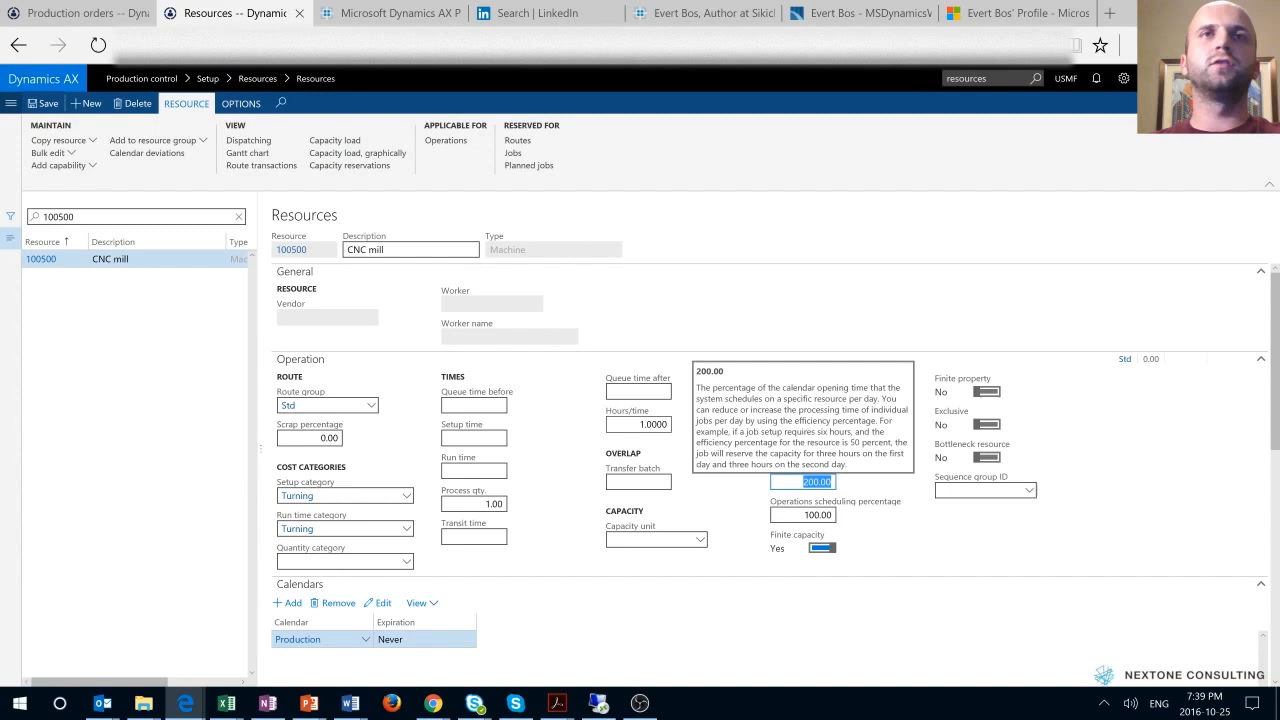 Production orders -- Dynami
Resources -- Dynamic
Microsoft Dynamics AX P
Search | LinkedIn
Evert Bos, Author at Sikich
Evert Bos - MSDynamicsV
Evert Bos' Profile - Micros
Dynamics AX
Production control > Setup > Resources > Resources
resources
USMF
Save New Delete RESOURCE OPTIONS
MAINTAIN VIEW APPLICABLE FOR RESERVED FOR
Copy resource Add to resource group Dispatching Capacity load Operations Routes
Bulk edit Calendar deviations Gantt chart Capacity load, graphically Jobs
Add capability Route transactions Capacity reservations Planned jobs
100500
Resource Description Type
100500 CNC mill Mac
Resources
Resource Description Type
100500 CNC mill Machine
General
RESOURCE
Vendor
Worker
Worker name
Operation Std 0.00
ROUTE
Route group
Std
Scrap percentage
0.00
COST CATEGORIES
Setup category
Turning
Run time category
Turning
Quantity category
TIMES
Queue time before
Setup time
Run time
Process qty.
1.00
Transit time
Queue time after
Hours/time
1.0000
OVERLAP
Transfer batch
CAPACITY
Capacity unit
200.00
The percentage of the calendar opening time that the
system schedules on a specific resource per day. You
can reduce or increase the processing time of individual
jobs per day by using the efficiency percentage. For
example, if a job setup requires six hours, and the
efficiency percentage for the resource is 50 percent, the
job will reserve the capacity for three hours on the first
day and three hours on the second day.
200.00
Operations scheduling percentage
100.00
Finite capacity
Yes
Finite property
No
Exclusive
No
Bottleneck resource
No
Sequence group ID
Calendars
Add Remove Edit View
Calendar Expiration
Production Never
NEXTONE CONSULTING
ENG
7:39 PM
2016-10-25